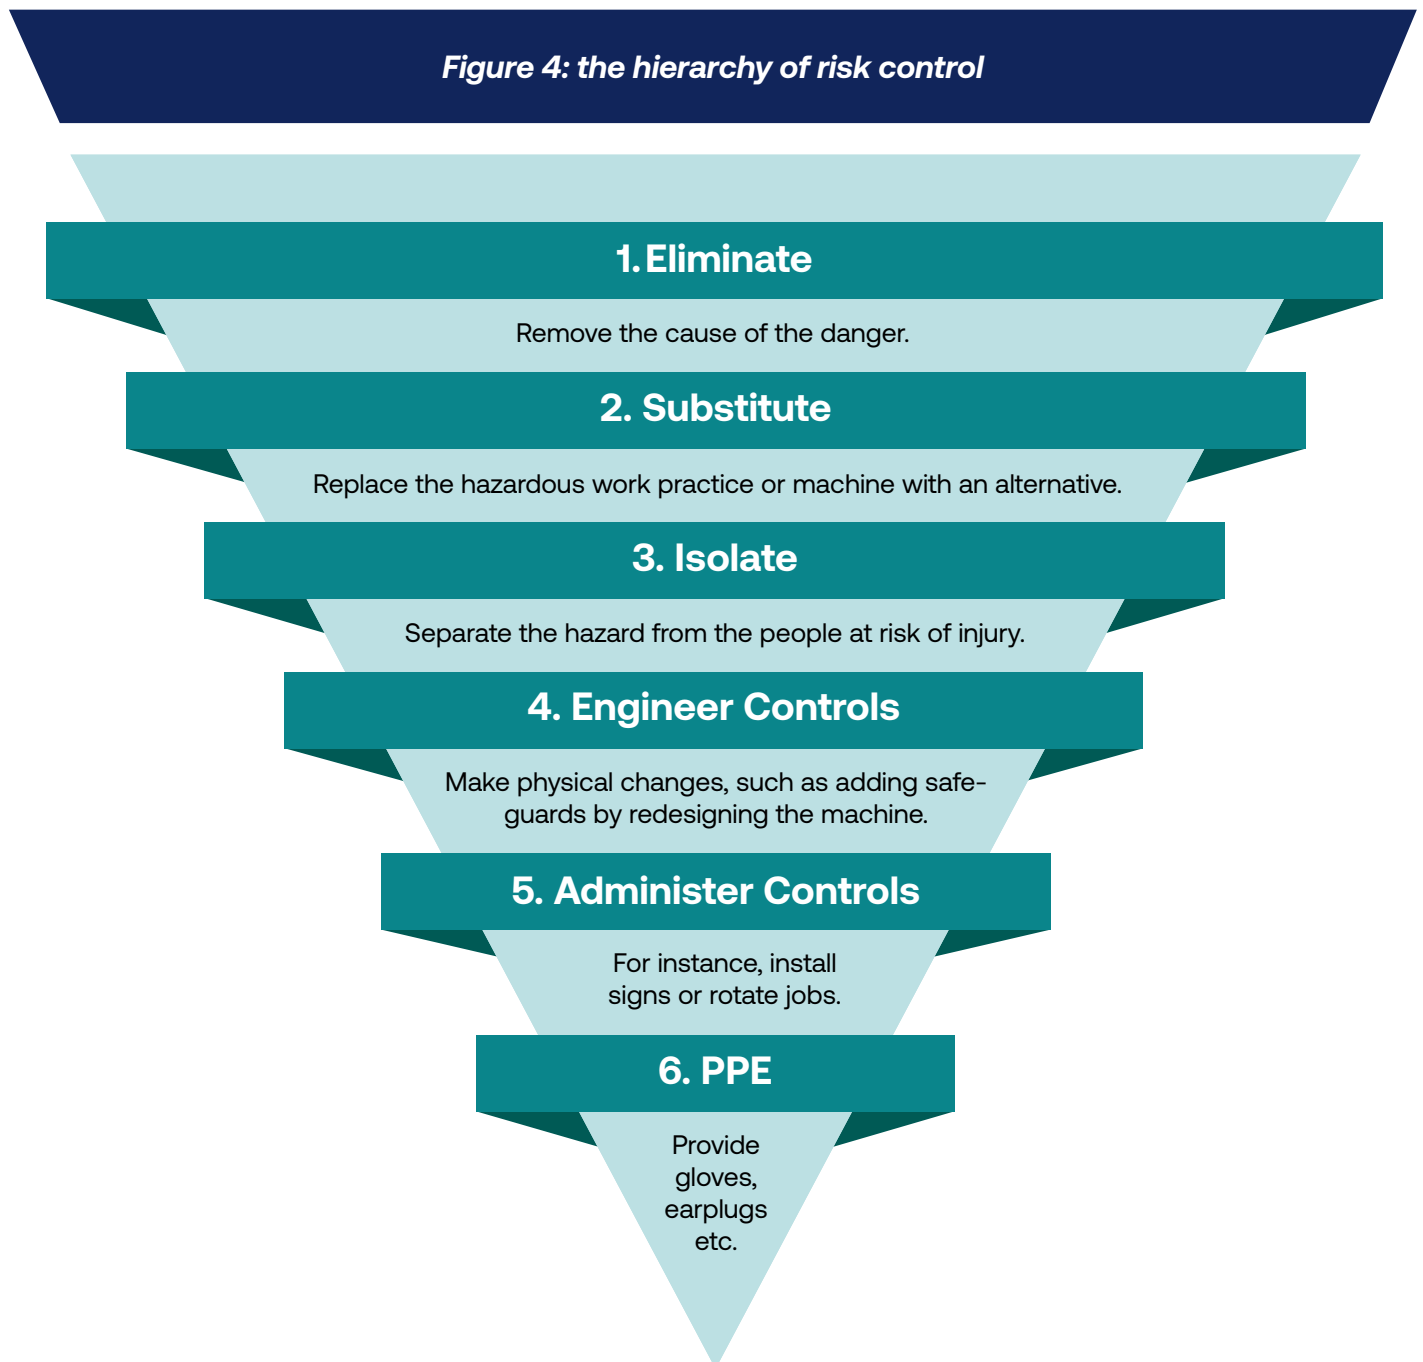 Figure 4: the hierarchy of risk control
1. Eliminate
Remove the cause of the danger.
2. Substitute
Replace the hazardous work practice or machine with an alternative.
3. Isolate
Separate the hazard from the people at risk of injury.
4. Engineer Controls
Make physical changes, such as adding safe-
guards by redesigning the machine.
5. Administer Controls
For instance, install
signs or rotate jobs.
6. PPE
Provide
gloves,
earplugs
etc.